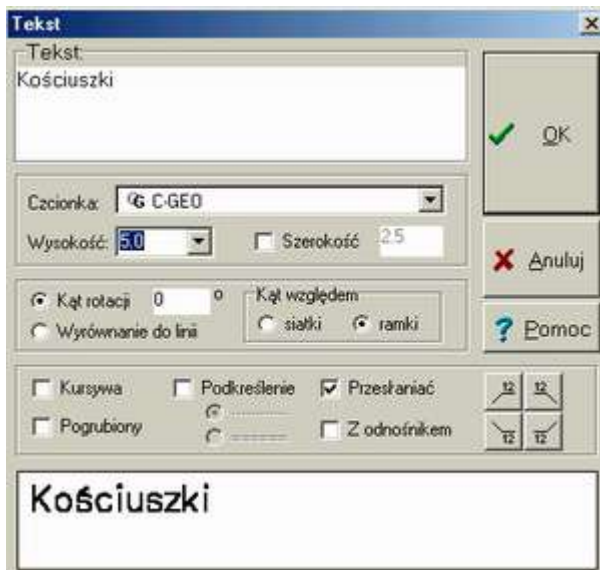 Tekst
Tekst:
Kościuszki
OK
Czcionka: C-GEO
Wysokość: 5,0 Szerokość 2.5
Anuluj
Kąt rotacji 0 °
Kąt względem
siatki ramki
Wyrównanie do linii
Pomoc
Kursywa Podkreślenie Przesłaniać
Pogrubiony Z odnośnikiem
12 12
12 12
Kościuszki